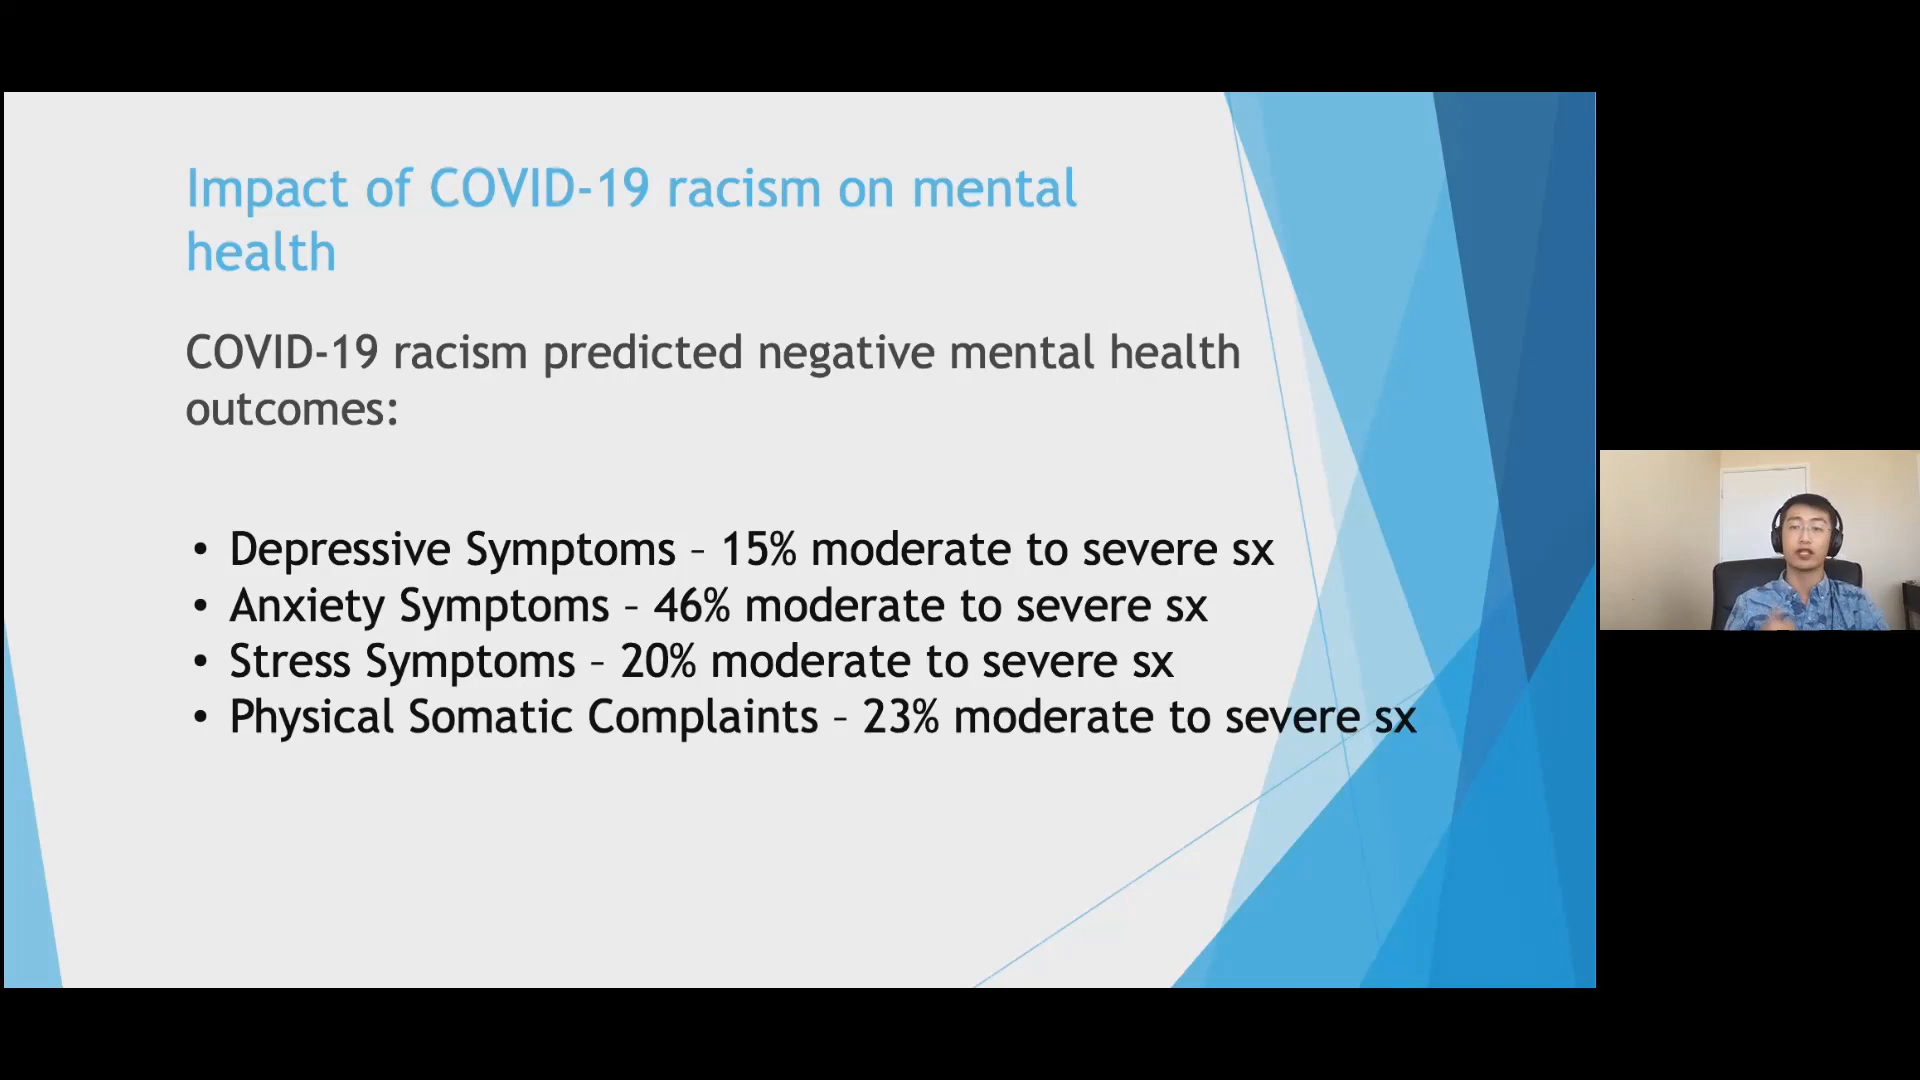 Impact of COVID-19 racism on mental
health
COVID-19 racism predicted negative mental health
outcomes:
• Depressive Symptoms – 15% moderate to severe sx
• Anxiety Symptoms – 46% moderate to severe sx
• Stress Symptoms – 20% moderate to severe sx
• Physical Somatic Complaints – 23% moderate to severe sx